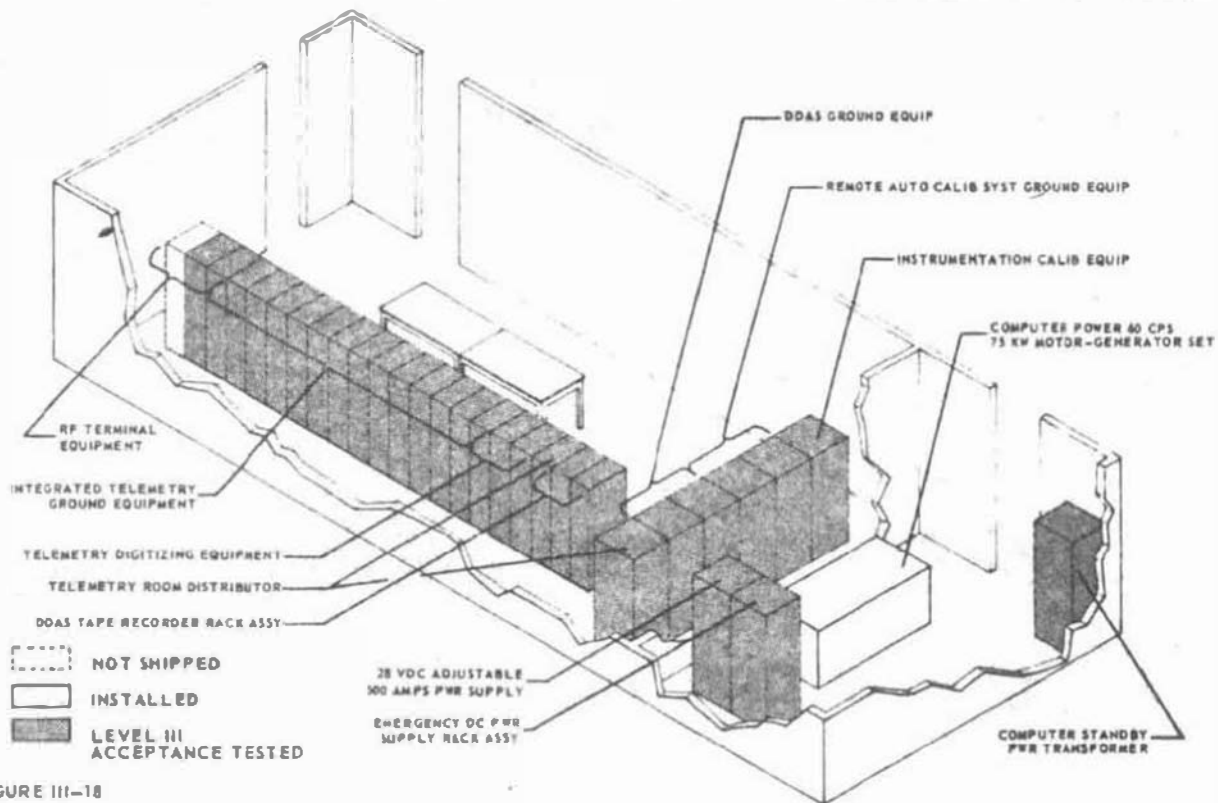 DDAS GROUND EQUIP
REMOTE AUTO CALIB SYST GROUND EQUIP
INSTRUMENTATION CALIB EQUIP
COMPUTER POWER 60 CPS
75 KW MOTOR-GENERATOR SET
RF TERMINAL
EQUIPMENT
INTEGRATED TELEMETRY
GROUND EQUIPMENT
TELEMETRY DIGITIZING EQUIPMENT
TELEMETRY ROOM DISTRIBUTOR
DDAS TAPE RECORDER RACK ASSY
28 VDC ADJUSTABLE
500 AMPS PWR SUPPLY
EMERGENCY DC PWR
SUPPLY RACK ASSY
COMPUTER STANDBY
PWR TRANSFORMER
NOT SHIPPED
INSTALLED
LEVEL III
ACCEPTANCE TESTED
GURE III-18